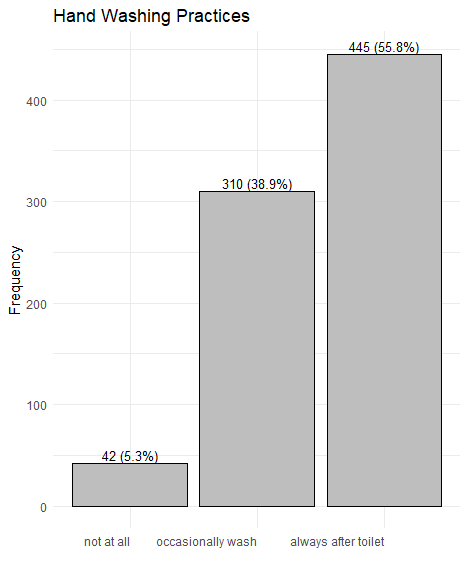 Hand Washing Practices
445 (55.8%)
400
310 (38.9%)
300
Frequency
200
100
42 (5.3%)
0
not at all
occasionally wash
always after toilet